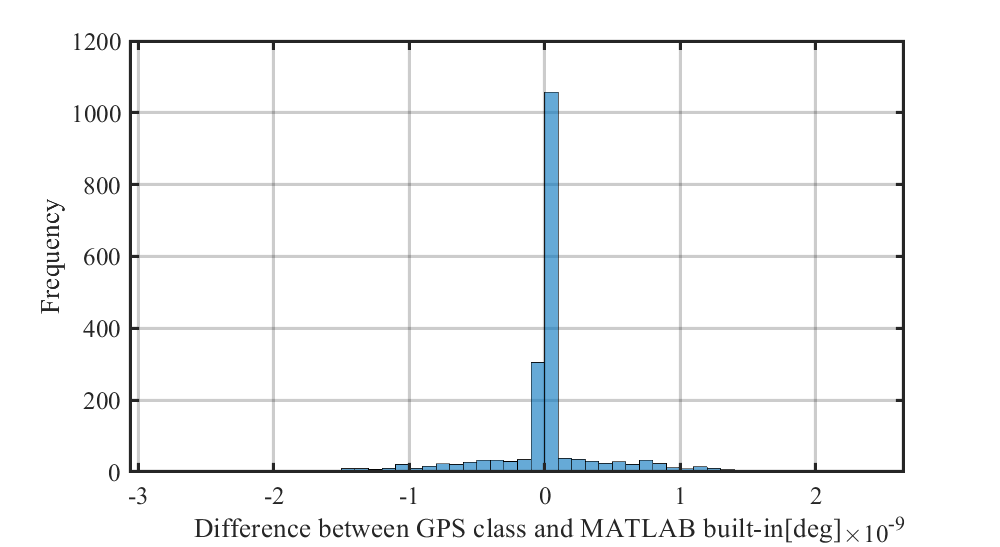 1200
1000
800
600
400
200
0
Frequency
-3 -2 -1 0 1 2
Difference between GPS class and MATLAB built-in[deg] ×10-9